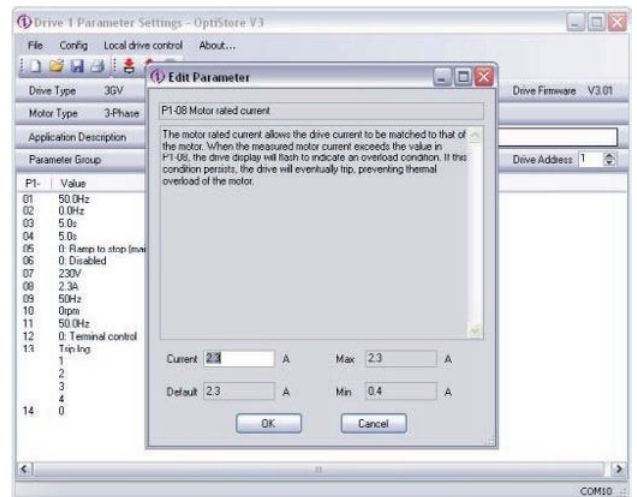 Drive 1 Parameter Settings - OptiStore V3
File Config Local drive control About...
Edit Parameter
Drive Type 3GV
Drive Firmware V3.01
Motor Type 3-Phase
P1-08 Motor rated current
Application Description
The motor rated current allows the drive current to be matched to that of
the motor. When the measured motor current exceeds the value in
P1-08, the drive display will flash to indicate an overload condition. If this
condition persists, the drive will eventually trip, preventing thermal
overload of the motor.
Parameter Group
Drive Address 1
P1- Value
01 50.0Hz
02 0.0Hz
03 5.0s
04 5.0s
05 0: Ramp to stop (mai
06 0: Disabled
07 230V
08 2.3A
09 50Hz
10 0rpm
11 50.0Hz
12 0: Terminal control
13 Trip log
1
2
3
4
14 0
Current 2.3 A Max 2.3 A
Default 2.3 A Min 0.4 A
OK Cancel
COM10